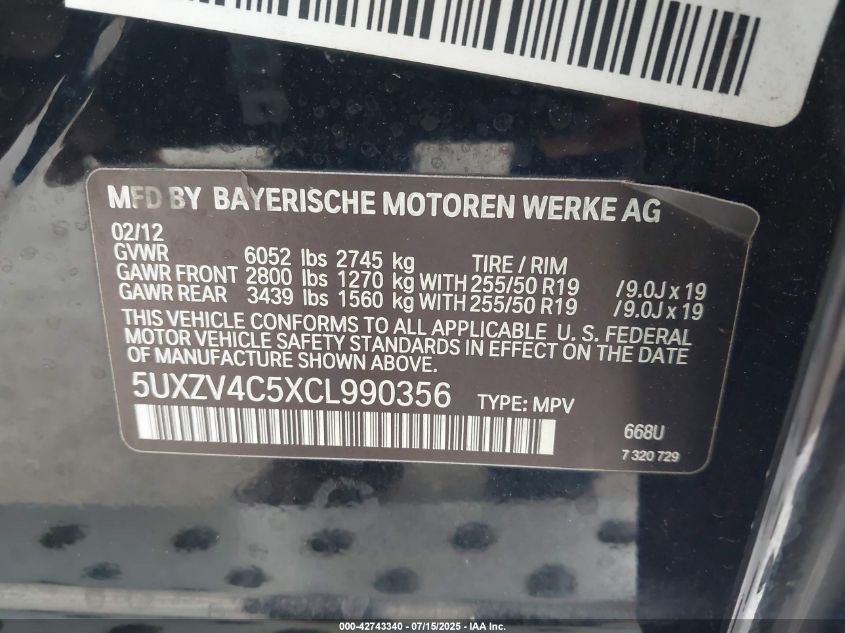 MFD BY BAYERISCHE MOTOREN WERKE AG
02/12
GVWR 6052 lbs 2745 kg TIRE / RIM
GAWR FRONT 2800 lbs 1270 kg WITH 255/50 R19 /9.0J x 19
GAWR REAR 3439 lbs 1560 kg WITH 255/50 R19 /9.0J x 19
THIS VEHICLE CONFORMS TO ALL APPLICABLE U. S. FEDERAL
MOTOR VEHICLE SAFETY STANDARDS IN EFFECT ON THE DATE
OF MANUFACTURE SHOWN ABOVE.
5UXZV4C5XCL990356 TYPE: MPV
668U
7 320 729
000-42743340 - 07/15/2025 - IAA Inc.